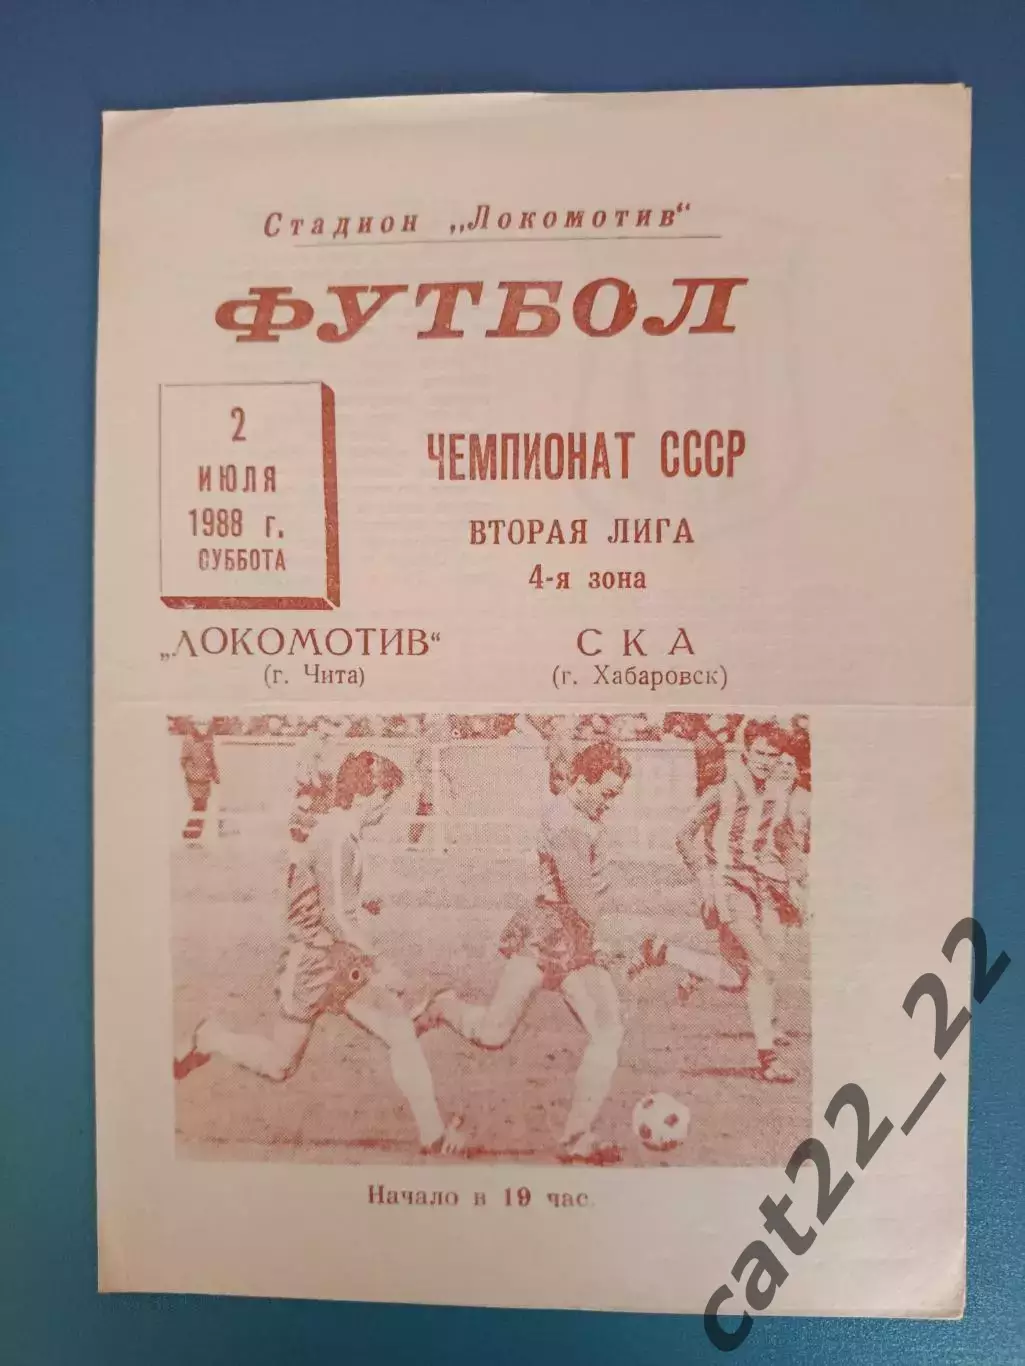 Стадион „Локомотив“
ФУТБОЛ
2
ИЮЛЯ
1988 г.
СУББОТА
ЧЕМПИОНАТ СССР
ВТОРАЯ ЛИГА
4-я зона
„ЛОКОМОТИВ“
(г. Чита)
СКА
(г. Хабаровск)
Начало в 19 час.
cat22_22